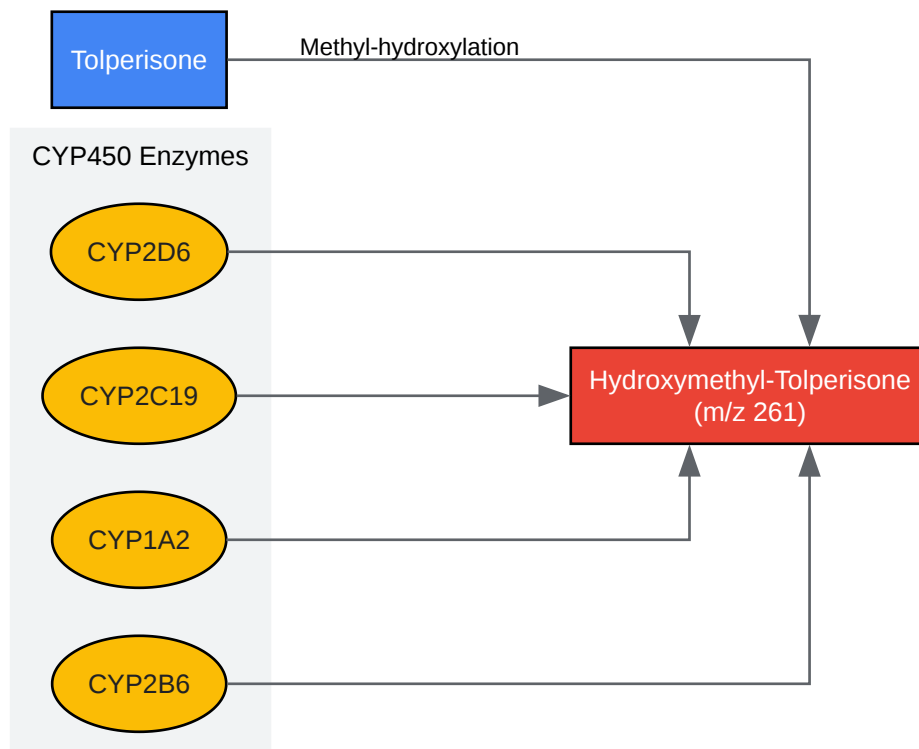 Tolperisone
Methyl-hydroxylation
CYP450 Enzymes
CYP2D6
CYP2C19
Hydroxymethyl-Tolperisone
(m/z 261)
CYP1A2
CYP2B6